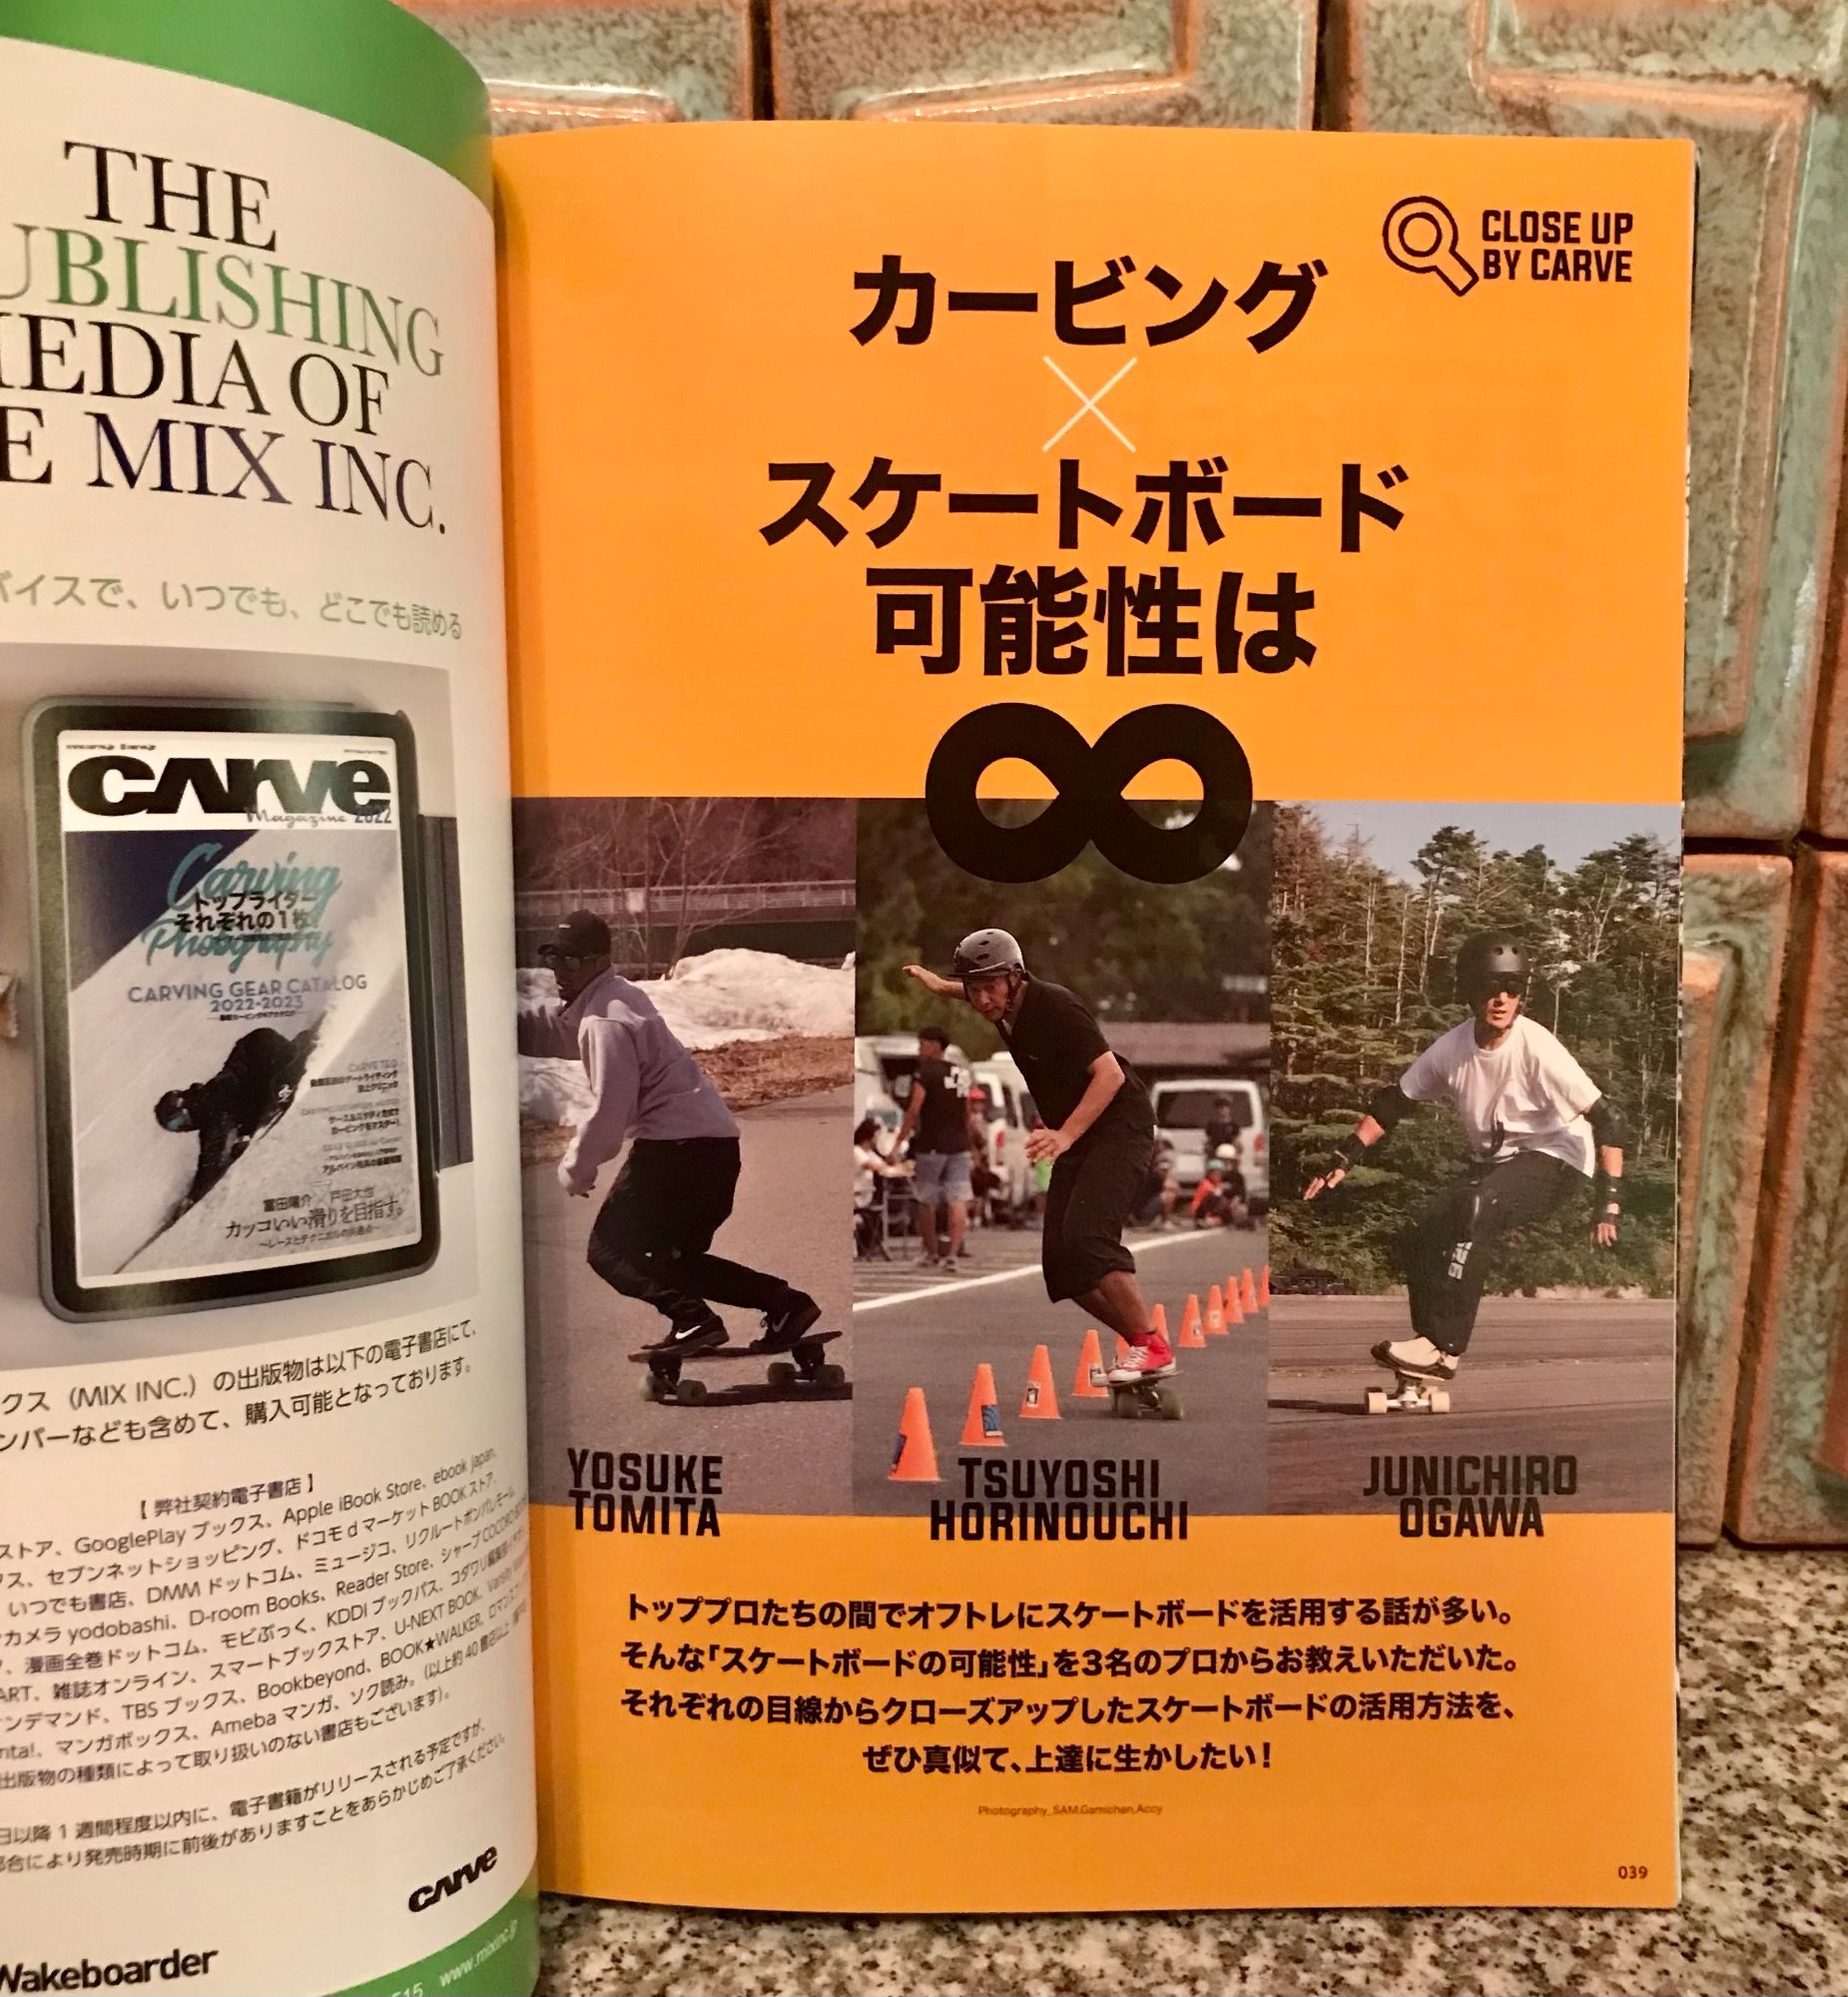 THE
UBLISHING
MEDIA OF
E MIX INC.
バイスで、いつでも、どこでも読める
carve
Magazine 2022
Carving
トップライダー
それぞれの1枚
Photography
CARVING GEAR CATALOG
2022-2023
カッコいい滑りを目指す。
クス（MIX INC.）の出版物は以下の電子書店にて、
ンバーなども含めて、購入可能となっております。
【 弊社契約電子書店 】
ストア、GooglePlay ブックス、Apple iBook Store、ebook japan、
クス、セブンネットショッピング、ドコモ d マーケット BOOK ストア、
、いつでも書店、DMM ドットコム、ミュージコ、リクルートポンパレモール
カメラ yodobashi、D-room Books、Reader Store、シャープ COCORO
、漫画全巻ドットコム、モビぶっく、KDDI ブックパス、コダワリ編集部
ART、雑誌オンライン、スマートブックストア、U-NEXT BOOK、
ンデマンド、TBS ブックス、Bookbeyond、BOOK★WALKER、
nta!、マンガボックス、Ameba マンガ、ソク読み。（以上約 40 書店以上
出版物の種類によって取り扱いのない書店もございます）。
日以降 1 週間程度以内に、電子書籍がリリースされる予定ですが、
都合により発売時期に前後がありますことをあらかじめご了承ください。
carve
Wakeboarder
515 www.mixinc.jp
CLOSE UP
BY CARVE
カービング
×
スケートボード
可能性は
∞
YOSUKE
TOMITA
TSUYOSHI
HORINOUCHI
JUNICHIRO
OGAWA
トッププロたちの間でオフトレにスケートボードを活用する話が多い。
そんな「スケートボードの可能性」を3名のプロからお教えいただいた。
それぞれの目線からクローズアップしたスケートボードの活用方法を、
ぜひ真似て、上達に生かしたい！
Photography_SAM,Gamichan,Accy
039